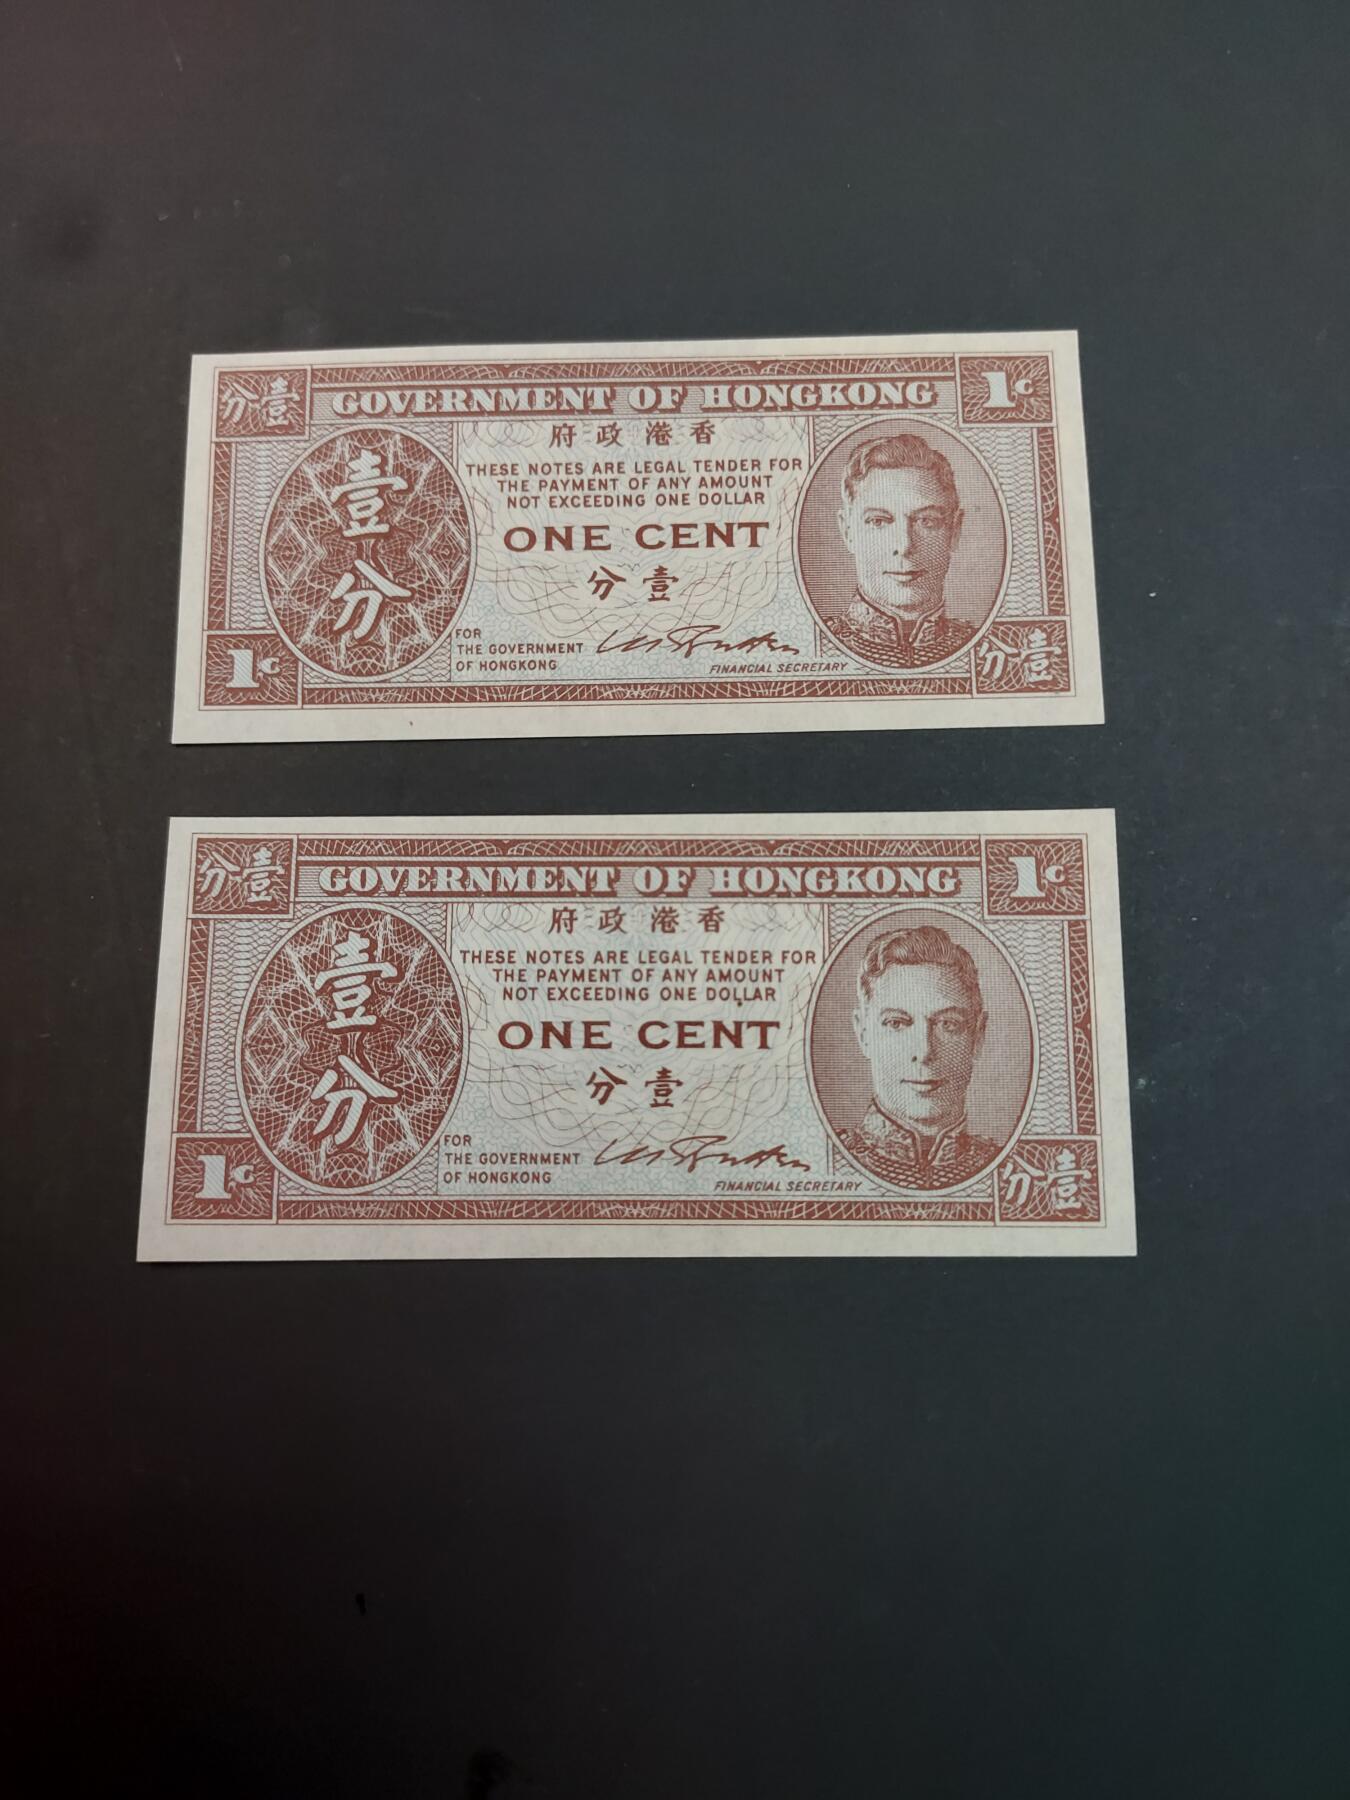 分壹 GOVERNMENT OF HONGKONG 1c
府政港香
壹分
THESE NOTES ARE LEGAL TENDER FOR
THE PAYMENT OF ANY AMOUNT
NOT EXCEEDING ONE DOLLAR
ONE CENT
分壹
FOR
THE GOVERNMENT
OF HONGKONG
FINANCIAL SECRETARY
1c 分壹
分壹 GOVERNMENT OF HONGKONG 1c
府政港香
壹分
THESE NOTES ARE LEGAL TENDER FOR
THE PAYMENT OF ANY AMOUNT
NOT EXCEEDING ONE DOLLAR
ONE CENT
分壹
FOR
THE GOVERNMENT
OF HONGKONG
FINANCIAL SECRETARY
1c 分壹